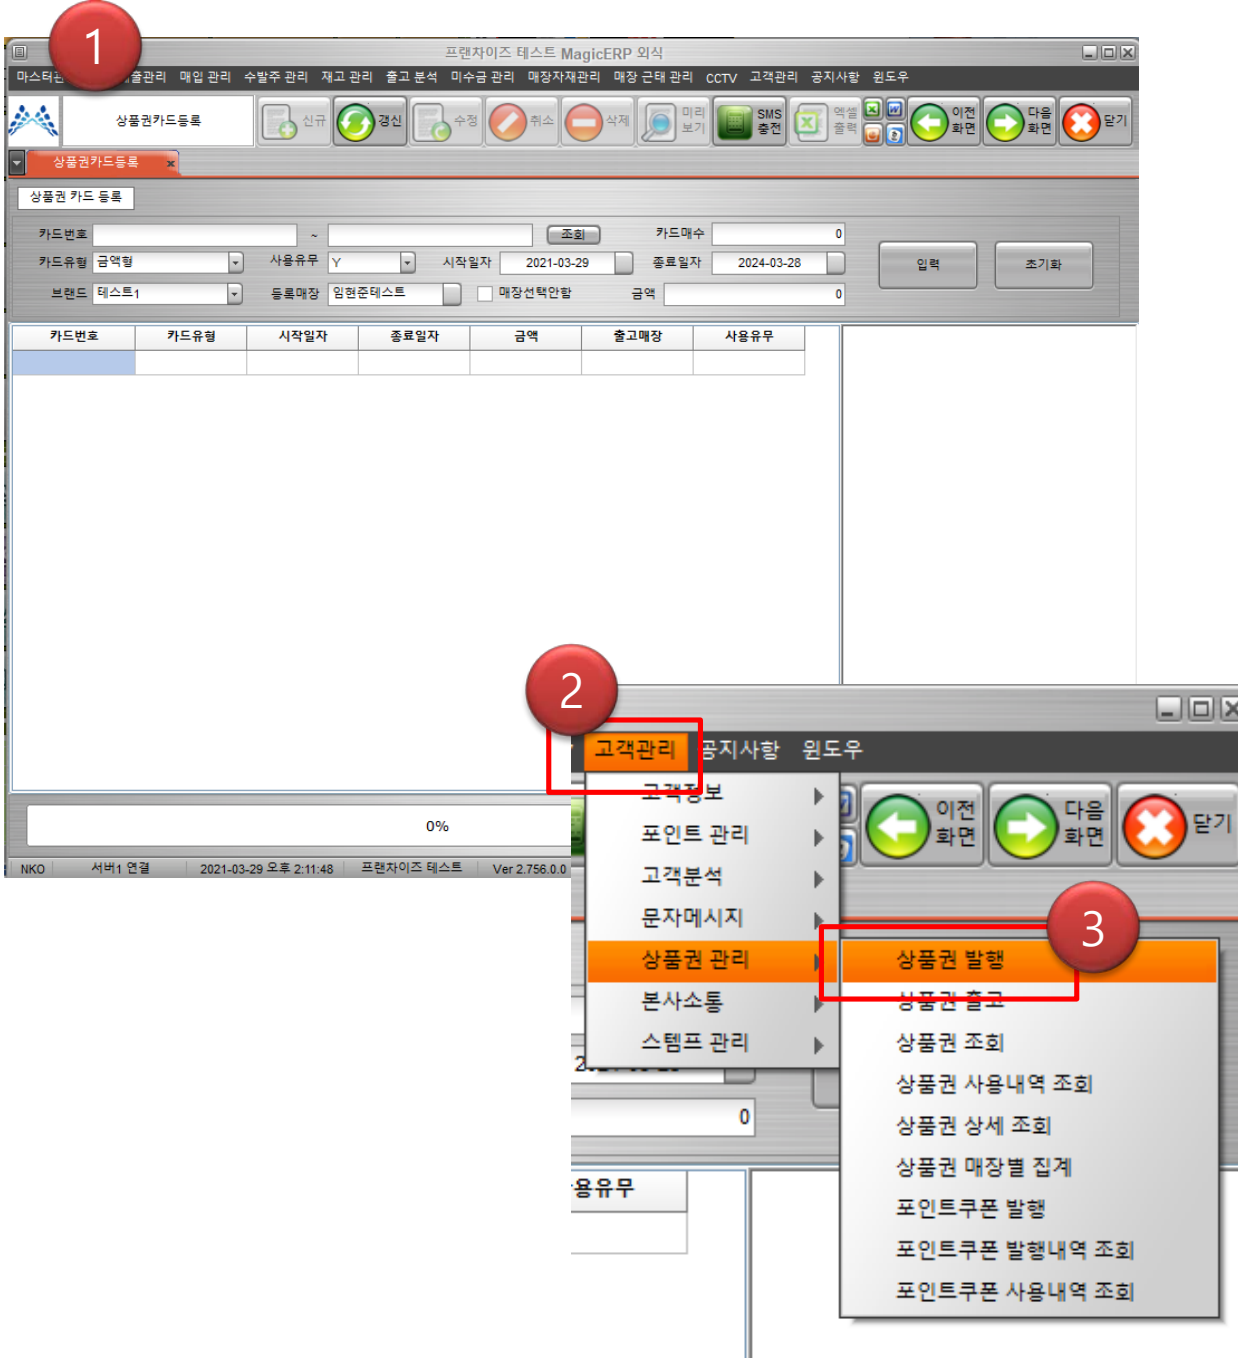 1
프랜차이즈 테스트 MagicERP 외식
마스터관 출관리 매입 관리 수발주 관리 재고 관리 출고 분석 미수금 관리 매장자재관리 매장 근태 관리 CCTV 고객관리 공지사항 윈도우
상품권카드등록 신규 갱신 수정 취소 삭제 미리보기 SMS 충전 엑셀 출력 이전 화면 다음 화면 닫기
상품권카드등록
상품권 카드 등록
카드번호 ~ 조회 카드매수 0
카드유형 금액형 사용유무 Y 시작일자 2021-03-29 종료일자 2024-03-28 입력 초기화
브랜드 테스트1 등록매장 임현준테스트 매장선택안함 금액 0
카드번호 카드유형 시작일자 종료일자 금액 출고매장 사용유무
0%
NKO 서버1 연결 2021-03-29 오후 2:11:48 프랜차이즈 테스트 Ver 2.756.0.0
2
고객관리 공지사항 윈도우
고객정보
포인트 관리
고객분석
문자메시지
상품권 관리
본사소통
스템프 관리
이전 화면 다음 화면 닫기
3
상품권 발행
상품권 출고
상품권 조회
상품권 사용내역 조회
상품권 상세 조회
상품권 매장별 집계
포인트쿠폰 발행
포인트쿠폰 발행내역 조회
포인트쿠폰 사용내역 조회
0
용유무